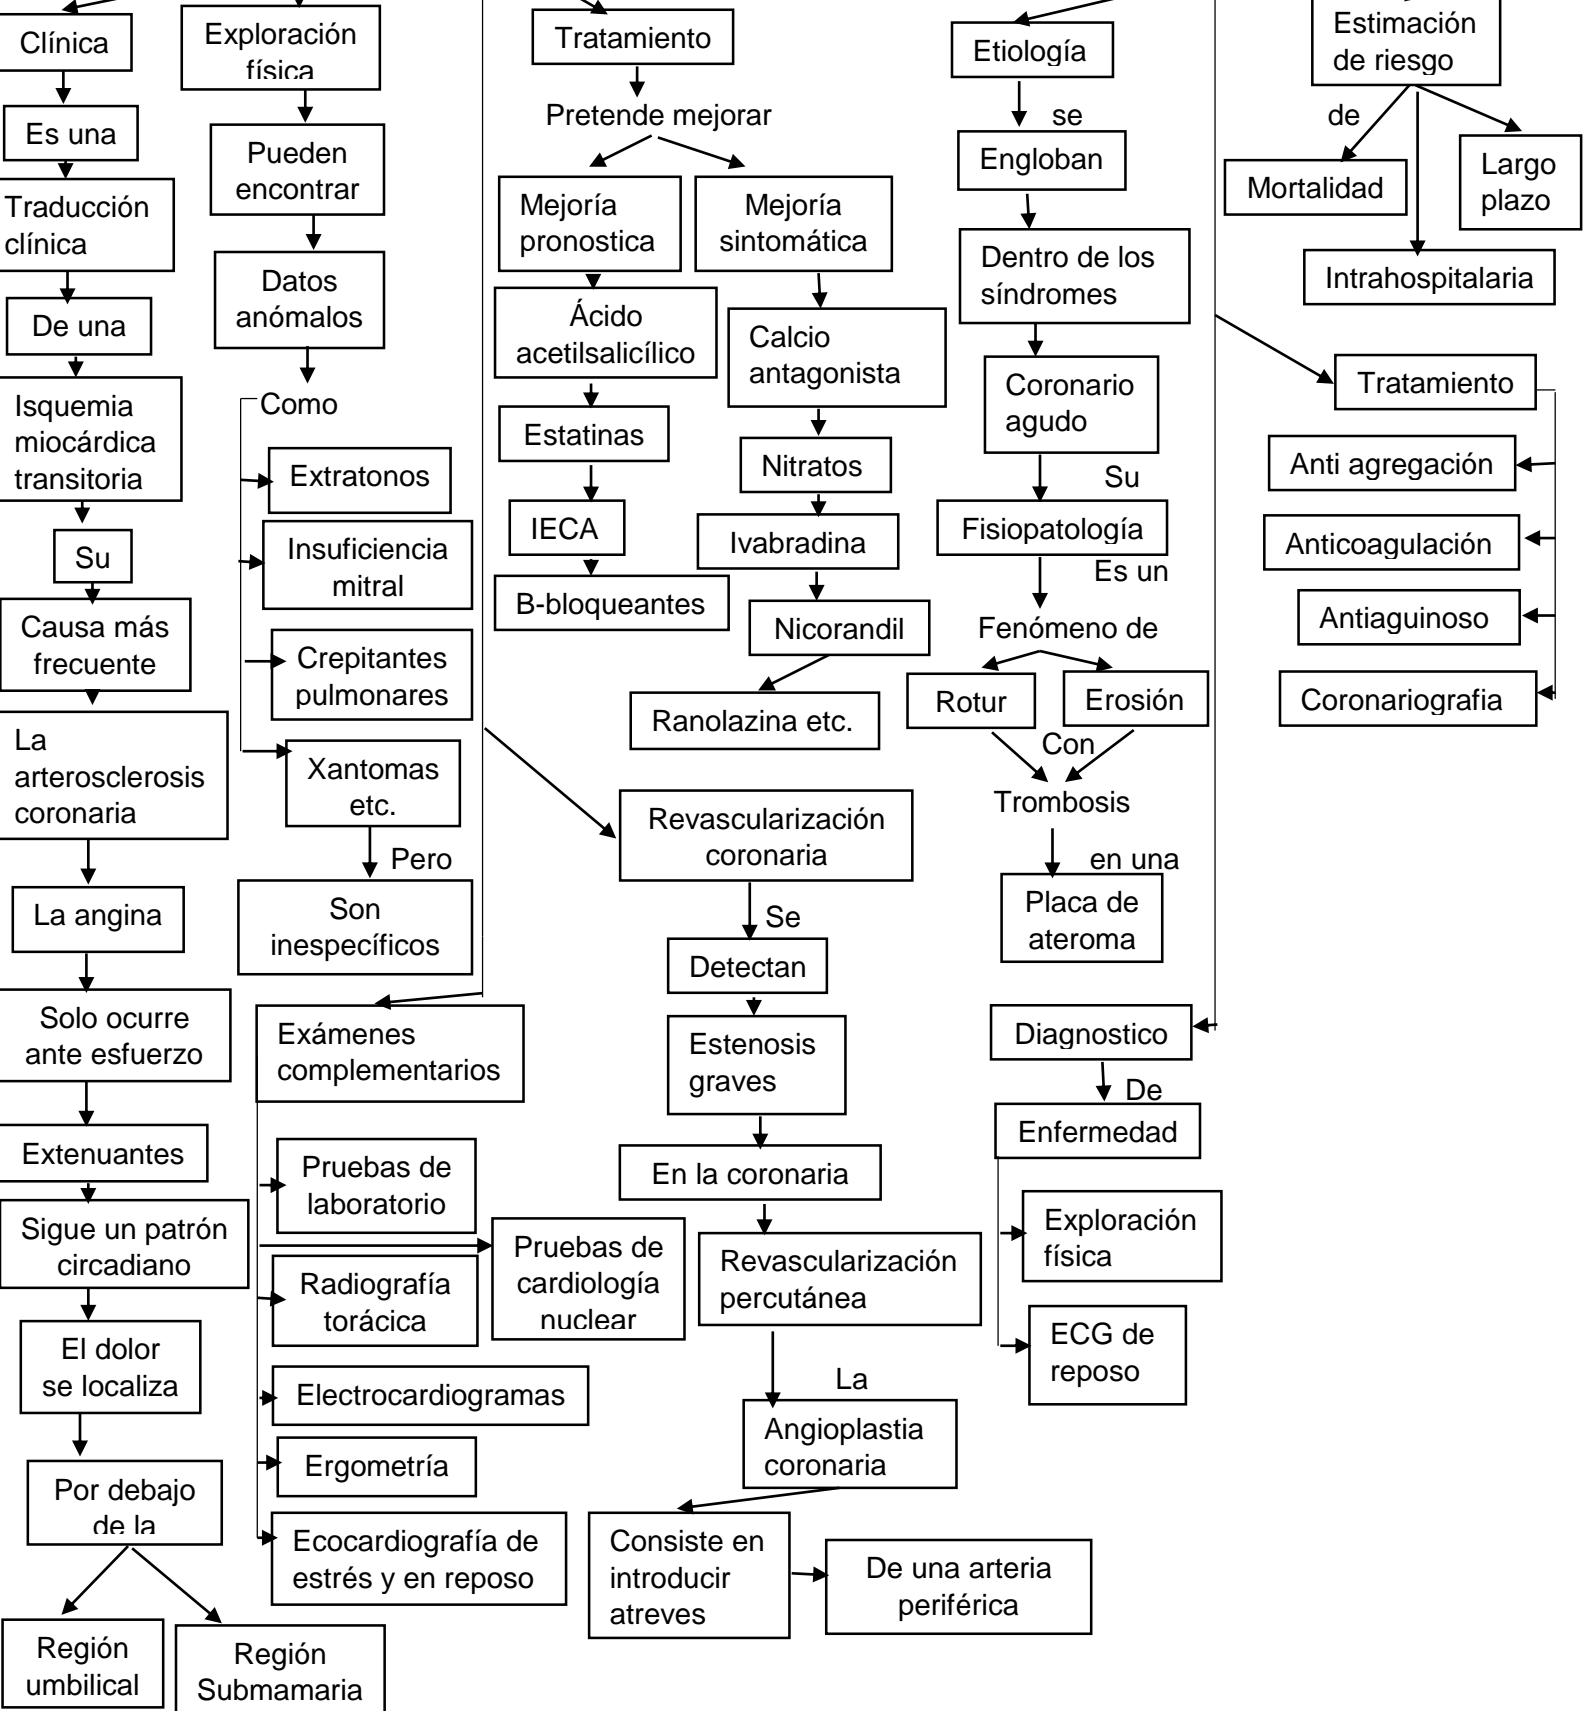 Clínica
Es una
Traducción
clínica
De una
Isquemia
miocárdica
transitoria
Su
Causa más
frecuente
La
arterosclerosis
coronaria
La angina
Solo ocurre
ante esfuerzo
Extenuantes
Sigue un patrón
circadiano
El dolor
se localiza
Por debajo
de la
Región
umbilical
Región
Submamaria
Exploración
física
Pueden
encontrar
Datos
anómalos
Como
Extratonos
Insuficiencia
mitral
Crepitantes
pulmonares
Xantomas
etc.
Pero
Son
inespecíficos
Exámenes
complementarios
Pruebas de
laboratorio
Pruebas de
cardiología
nuclear
Radiografía
torácica
Electrocardiogramas
Ergometría
Ecocardiografía de
estrés y en reposo
Tratamiento
Pretende mejorar
Mejoría
pronostica
Ácido
acetilsalicílico
Estatinas
IECA
B-bloqueantes
Mejoría
sintomática
Calcio
antagonista
Nitratos
Ivabradina
Nicorandil
Ranolazina etc.
Revascularización
coronaria
Se
Detectan
Estenosis
graves
En la coronaria
Revascularización
percutánea
La
Angioplastia
coronaria
Consiste en
introducir
atreves
De una arteria
periférica
Etiología
se
Engloban
Dentro de los
síndromes
Coronario
agudo
Su
Fisiopatología
Es un
Fenómeno de
Rotur
Erosión
Con
Trombosis
en una
Placa de
ateroma
Diagnostico
De
Enfermedad
Exploración
física
ECG de
reposo
Estimación
de riesgo
de
Mortalidad
Largo
plazo
Intrahospitalaria
Tratamiento
Anti agregación
Anticoagulación
Antiaguinoso
Coronariografia